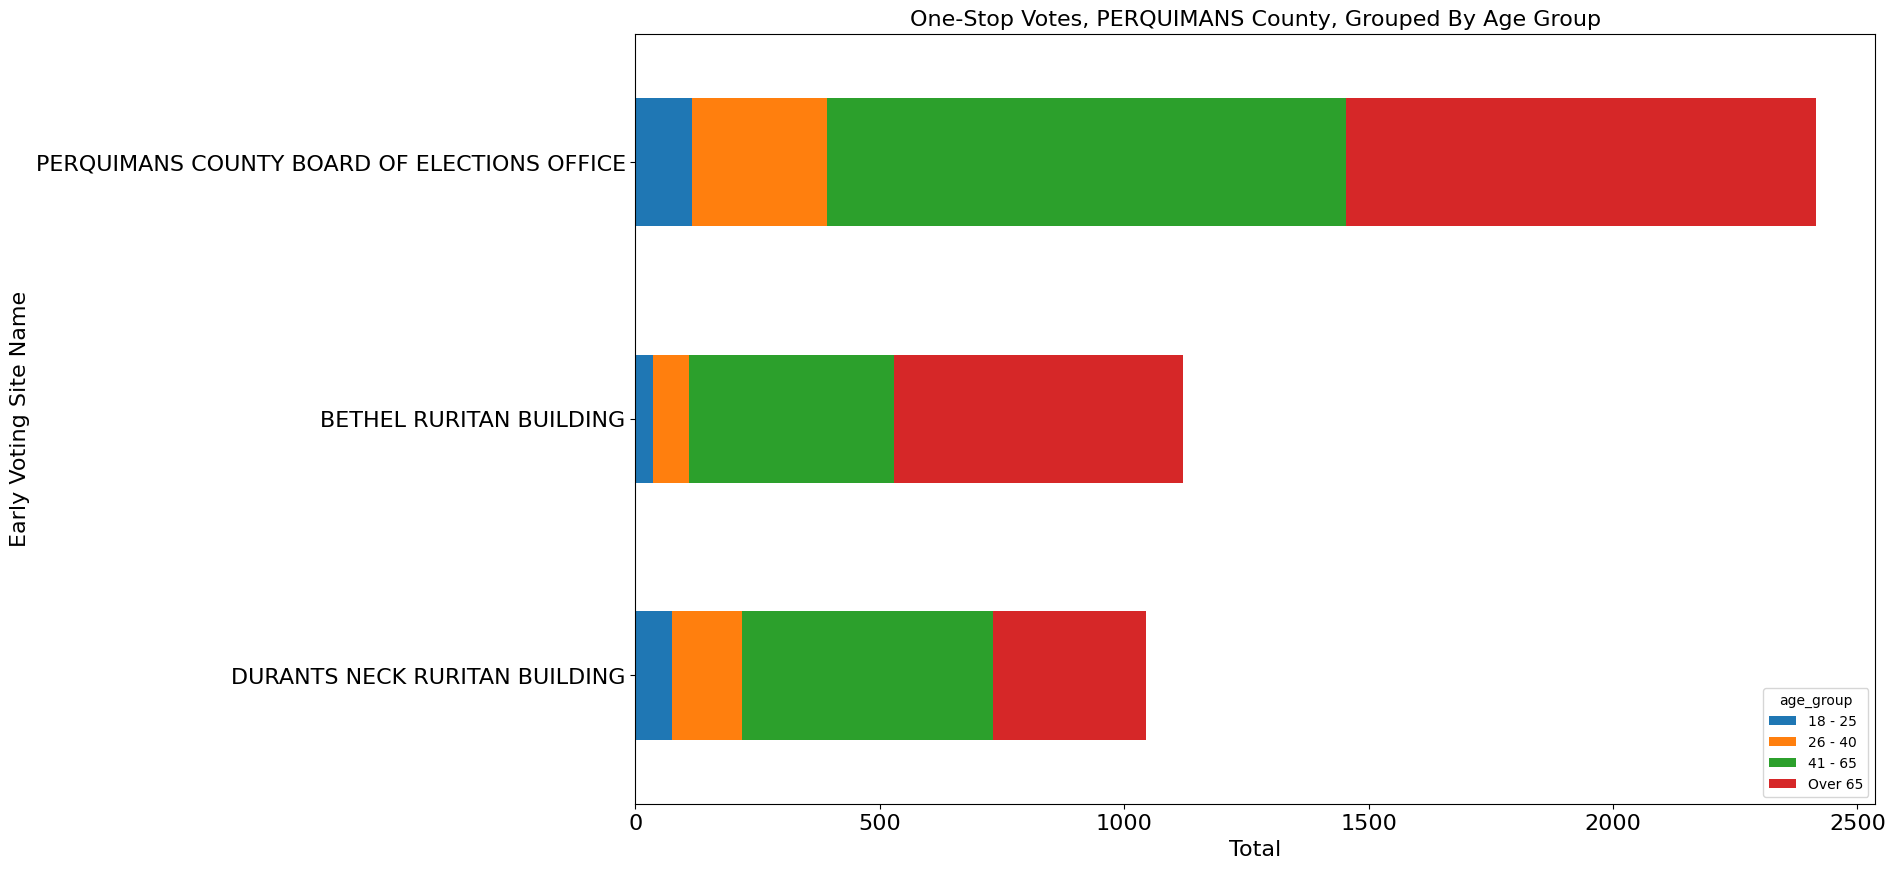 One-Stop Votes, PERQUIMANS County, Grouped By Age Group
Early Voting Site Name
PERQUIMANS COUNTY BOARD OF ELECTIONS OFFICE
BETHEL RURITAN BUILDING
DURANTS NECK RURITAN BUILDING
age_group
18 - 25
26 - 40
41 - 65
Over 65
0 500 1000 1500 2000 2500
Total